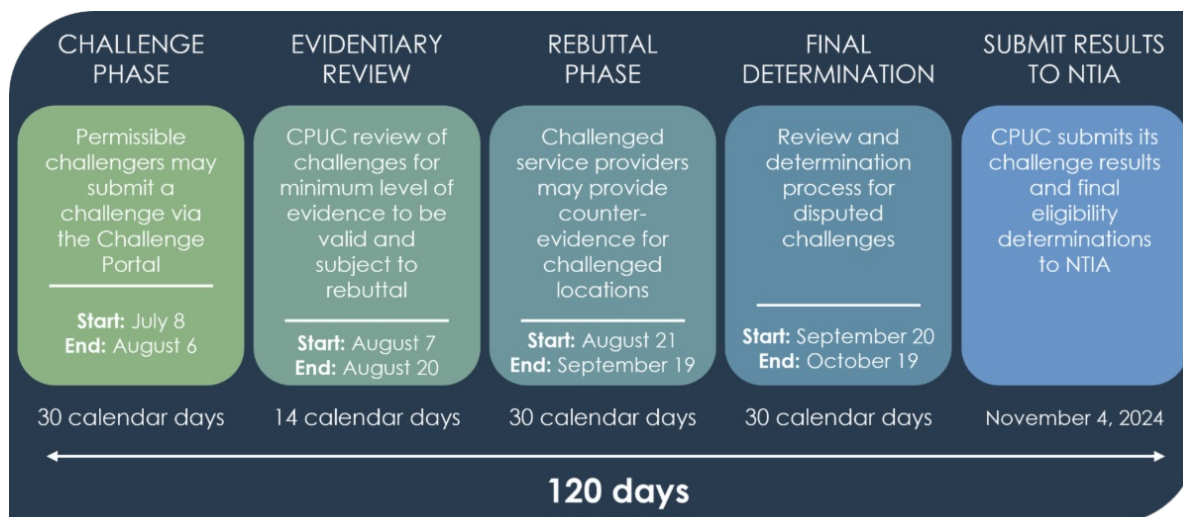 CHALLENGE
PHASE
Permissible
challengers may
submit a
challenge via
the Challenge
Portal
Start: July 8
End: August 6
30 calendar days
EVIDENTIARY
REVIEW
CPUC review of
challenges for
minimum level of
evidence to be
valid and
subject to
rebuttal
Start: August 7
End: August 20
14 calendar days
REBUTTAL
PHASE
Challenged
service providers
may provide
counter-
evidence for
challenged
locations
Start: August 21
End: September 19
30 calendar days
FINAL
DETERMINATION
Review and
determination
process for
disputed
challenges
Start: September 20
End: October 19
30 calendar days
SUBMIT RESULTS
TO NTIA
CPUC submits its
challenge results
and final
eligibility
determinations
to NTIA
November 4, 2024
120 days